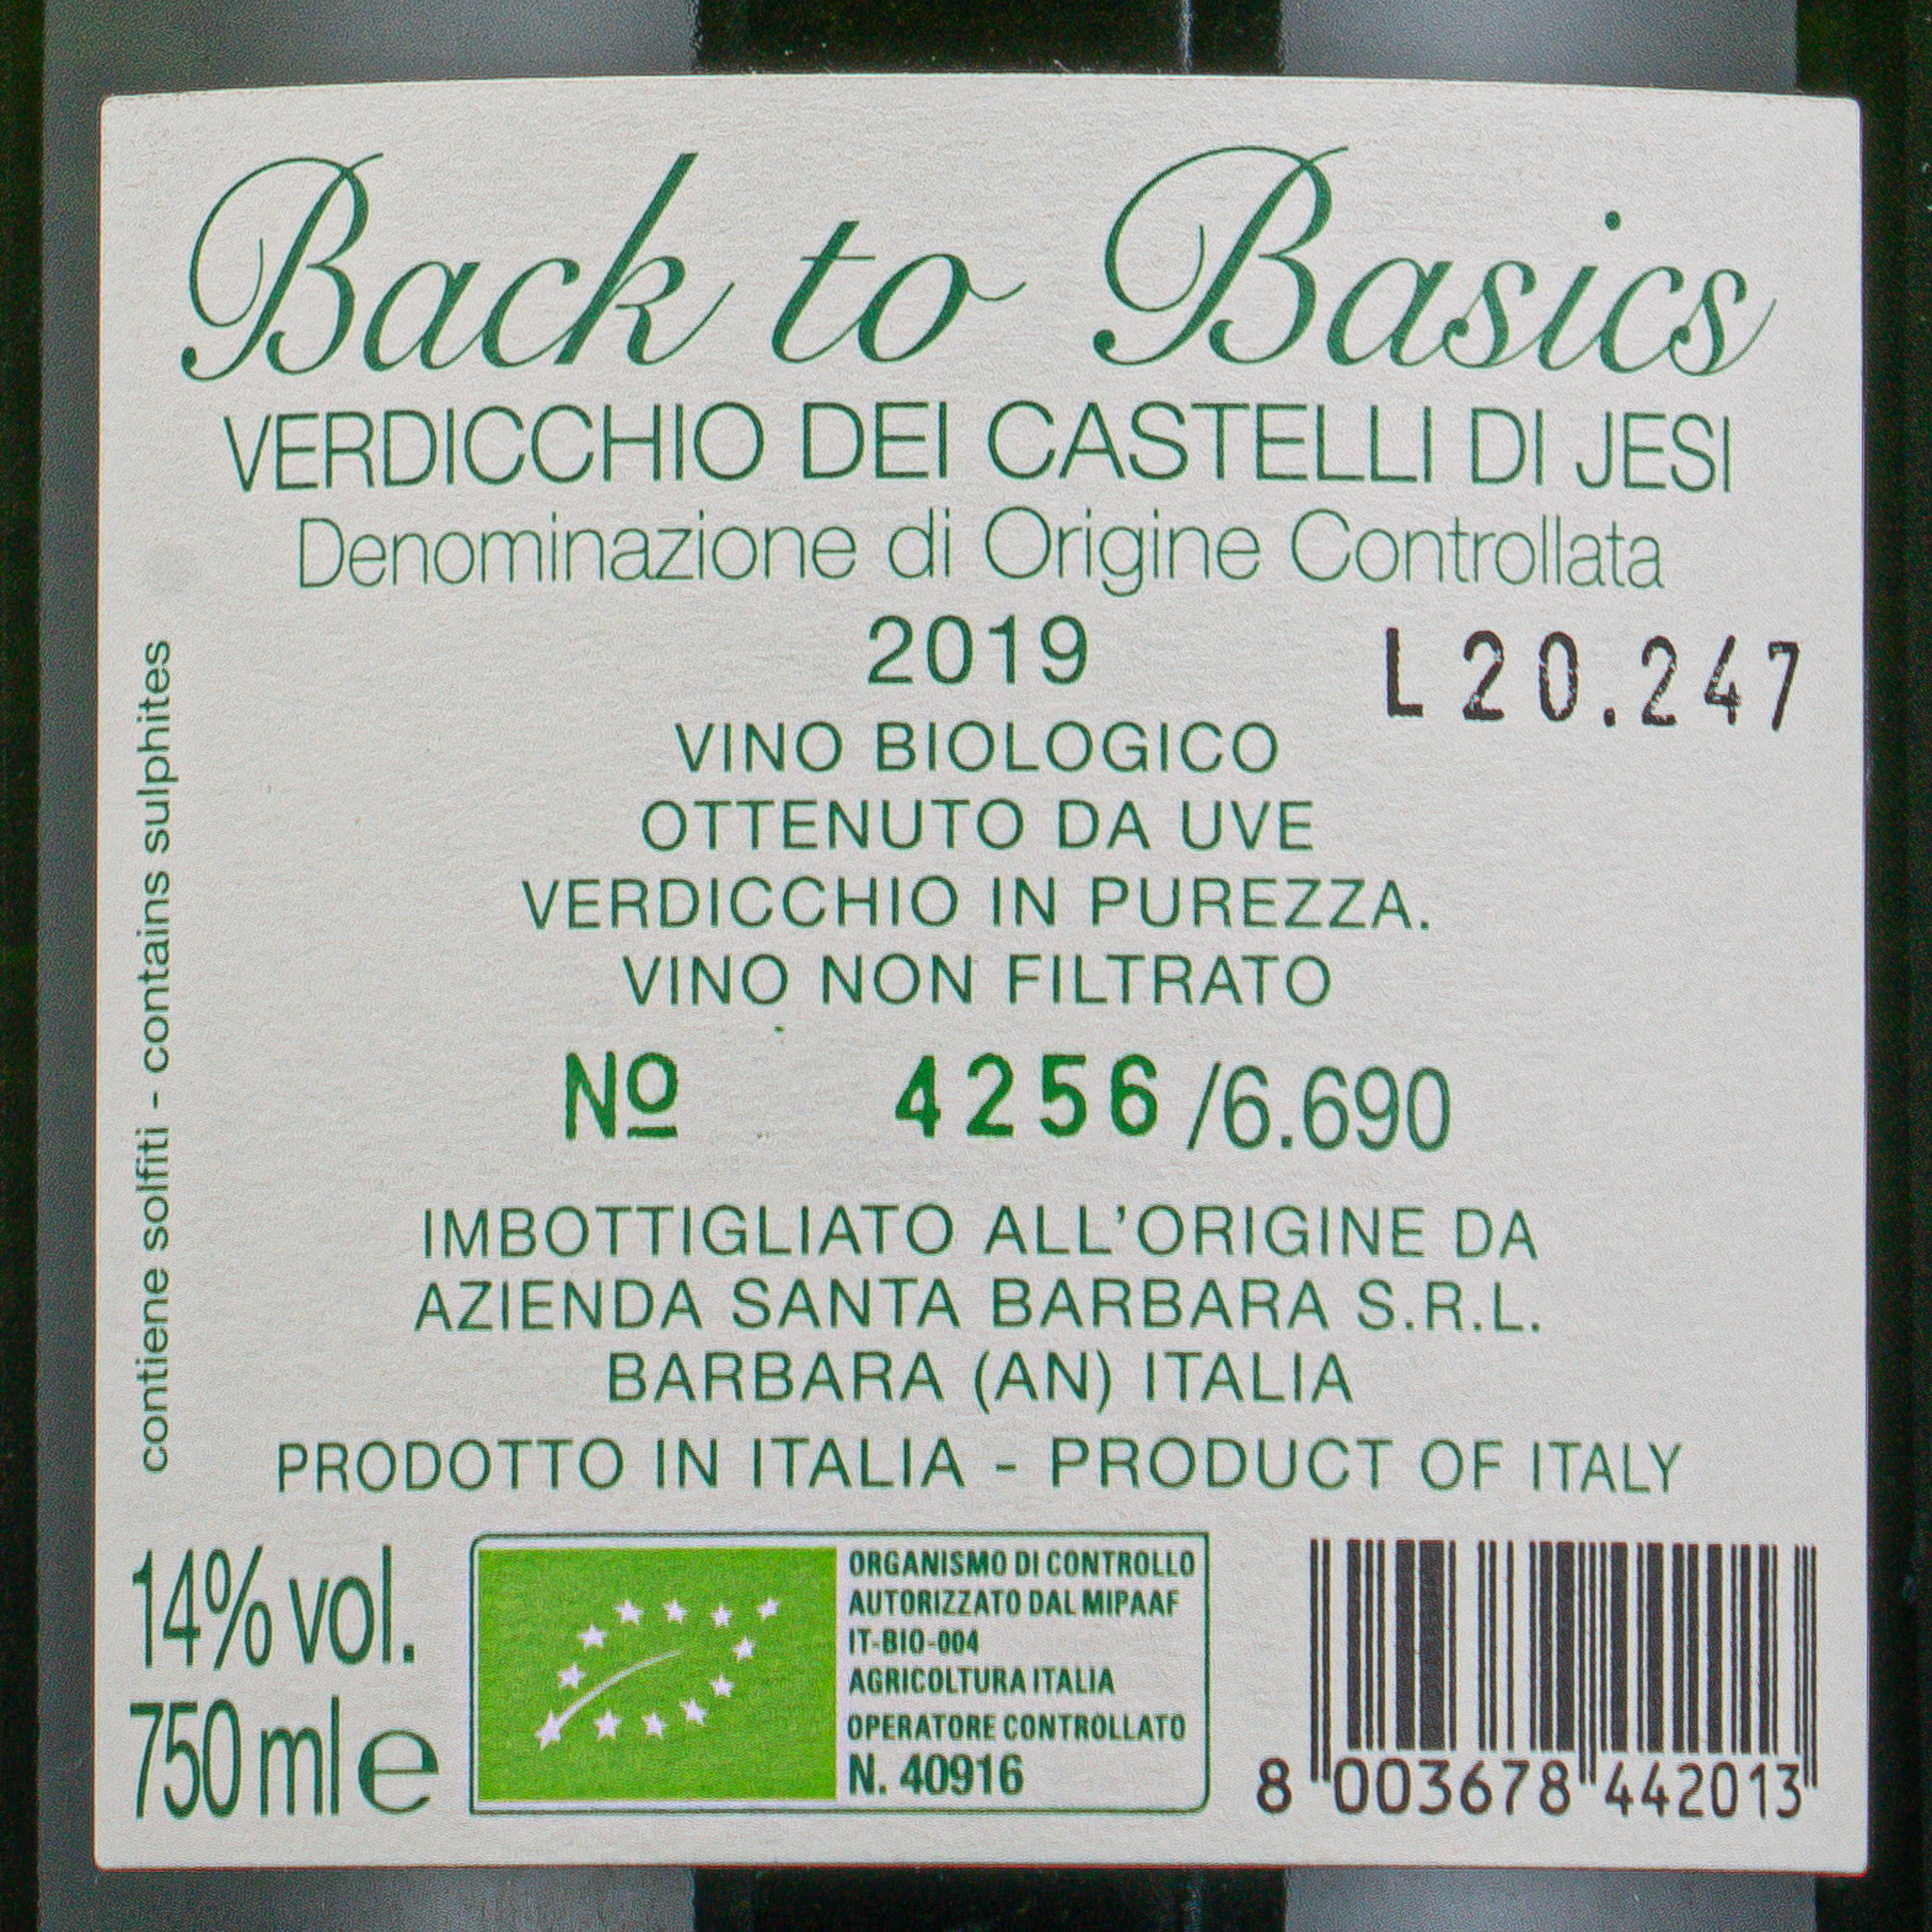 Back to Basics
VERDICCHIO DEI CASTELLI DI JESI
Denominazione di Origine Controllata
2019
L20.247
VINO BIOLOGICO
OTTENUTO DA UVE
VERDICCHIO IN PUREZZA.
VINO NON FILTRATO
Nº 4256/6.690
IMBOTTIGLIATO ALL'ORIGINE DA
AZIENDA SANTA BARBARA S.R.L.
BARBARA (AN) ITALIA
PRODOTTO IN ITALIA - PRODUCT OF ITALY
contiene solfiti - contains sulphites
14% vol.
750 ml e
ORGANISMO DI CONTROLLO
AUTORIZZATO DAL MIPAAF
IT-BIO-004
AGRICOLTURA ITALIA
OPERATORE CONTROLLATO
N. 40916
8 003678 442013